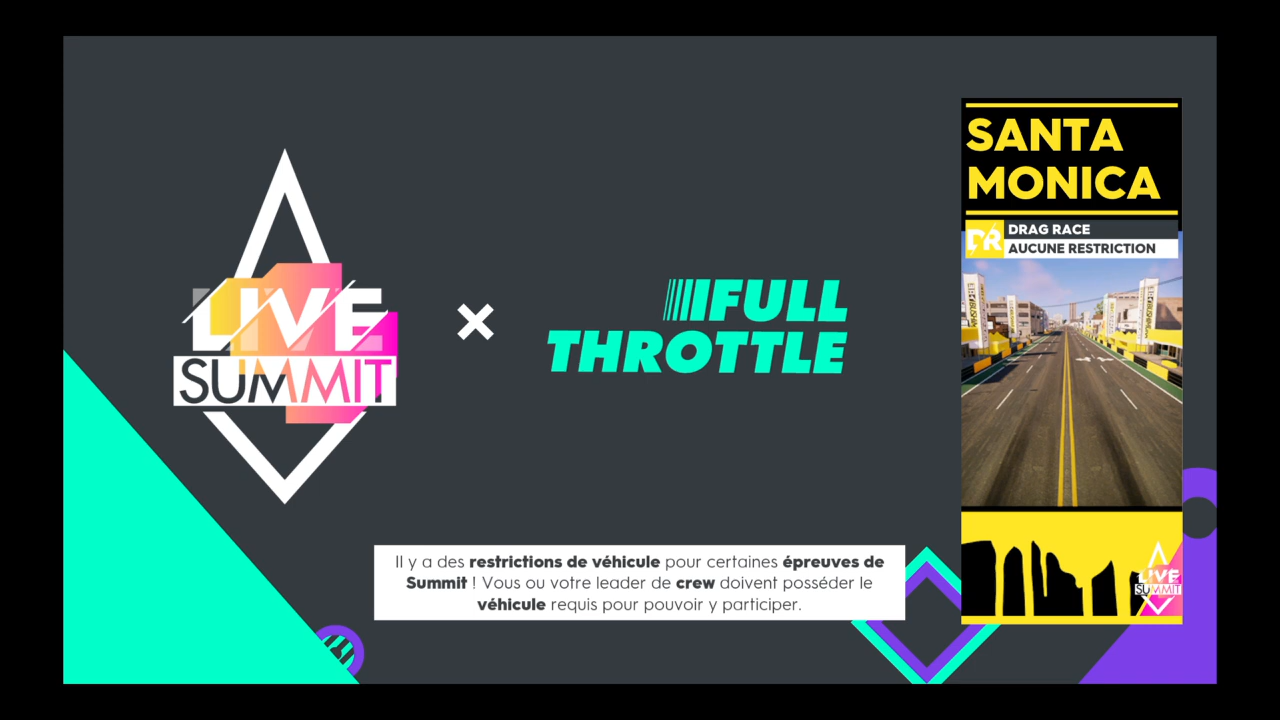 LIVE
SUMMIT
×
FULL
THROTTLE
SANTA
MONICA
DR
DRAG RACE
AUCUNE RESTRICTION
LIVE
SUMMIT
Il y a des restrictions de véhicule pour certaines épreuves de
Summit ! Vous ou votre leader de crew doivent posséder le
véhicule requis pour pouvoir y participer.